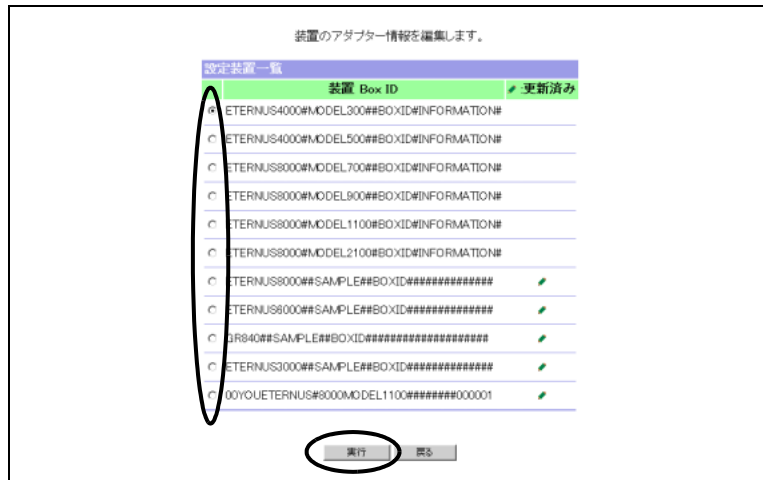 装置のアダプター情報を編集します。
設定装置一覧
装置 Box ID :更新済み
ETERNUS4000#MODEL300##BOXID#INFORMATION#
ETERNUS4000#MODEL500##BOXID#INFORMATION#
ETERNUS8000#MODEL700##BOXID#INFORMATION#
ETERNUS8000#MODEL900##BOXID#INFORMATION#
ETERNUS8000#MODEL1100#BOXID#INFORMATION#
ETERNUS8000#MODEL2100#BOXID#INFORMATION#
ETERNUS8000##SAMPLE##BOXID##############
ETERNUS6000##SAMPLE##BOXID##############
GR840##SAMPLE##BOXID####################
ETERNUS3000##SAMPLE##BOXID##############
00YOUETERNUS#8000MODEL1100########000001
実行 戻る